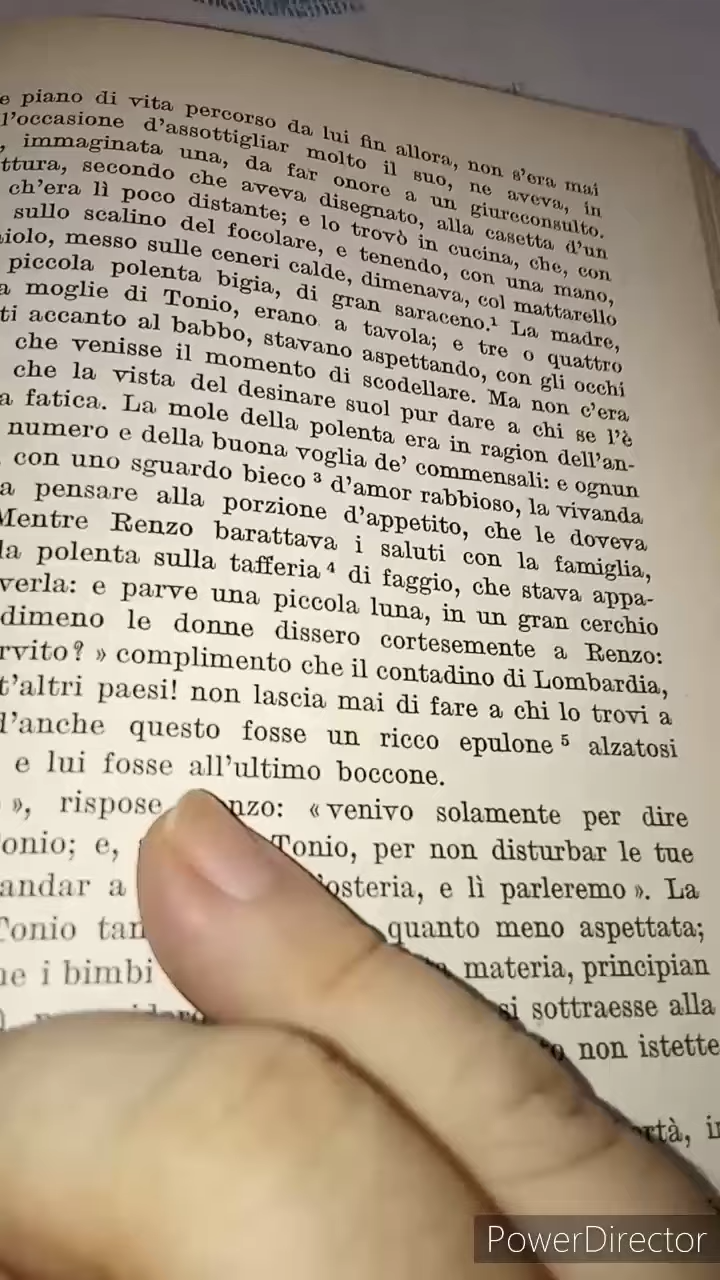 e piano di vita percorso da lui fin allora, non s'era mai
l'occasione d'assottigliar molto il suo, ne aveva, in
, immaginata una, da far onore a un giureconsulto.
ttura, secondo che aveva disegnato, alla casetta d'un
ch'era lì poco distante; e lo trovò in cucina, che, con
sullo scalino del focolare, e tenendo, con una mano,
aiolo, messo sulle ceneri calde, dimenava, col mattarello
piccola polenta bigia, di gran saraceno.¹ La madre,
a moglie di Tonio, erano a tavola; e tre o quattro
ti accanto al babbo, stavano aspettando, con gli occhi
che venisse il momento di scodellare. Ma non c'era
che la vista del desinare suol pur dare a chi se l'è
a fatica. La mole della polenta era in ragion dell'an-
numero e della buona voglia de' commensali: e ognun
, con uno sguardo bieco ³ d'amor rabbioso, la vivanda
a pensare alla porzione d'appetito, che le doveva
Mentre Renzo barattava i saluti con la famiglia,
la polenta sulla tafferia ⁴ di faggio, che stava appa-
verla: e parve una piccola luna, in un gran cerchio
dimeno le donne dissero cortesemente a Renzo:
rvito? » complimento che il contadino di Lombardia,
t'altri paesi! non lascia mai di fare a chi lo trovi a
d'anche questo fosse un ricco epulone ⁵ alzatosi
e lui fosse all'ultimo boccone.
», rispose nzo: « venivo solamente per dire
onio; e, Tonio, per non disturbar le tue
andar a osteria, e lì parleremo ». La
Tonio tan quanto meno aspettata;
he i bimbi materia, principian
si sottraesse alla
non istette
rtà, in
PowerDirector